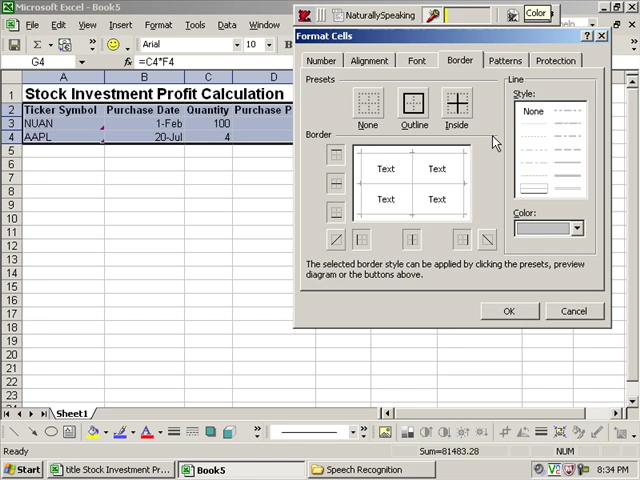 Microsoft Excel - Book5
NaturallySpeaking
Color
File Edit View Insert Format Tools Data
Arial 10
G4 =C4*F4
A B C D
1 Stock Investment Profit Calculation
2 Ticker Symbol Purchase Date Quantity Purchase P
3 NUAN 1-Feb 100
4 AAPL 20-Jul 4
5
6
7
8
9
10
11
12
13
14
15
16
17
18
19
20
21
22
23
Format Cells
Number Alignment Font Border Patterns Protection
Presets
None Outline Inside
Border
Text Text
Text Text
Line
Style:
None
Color:
The selected border style can be applied by clicking the presets, preview
diagram or the buttons above.
OK Cancel
Sheet1
Ready Sum=81483.28 NUM
Start title Stock Investment Pr... Book5 Speech Recognition 8:34 PM